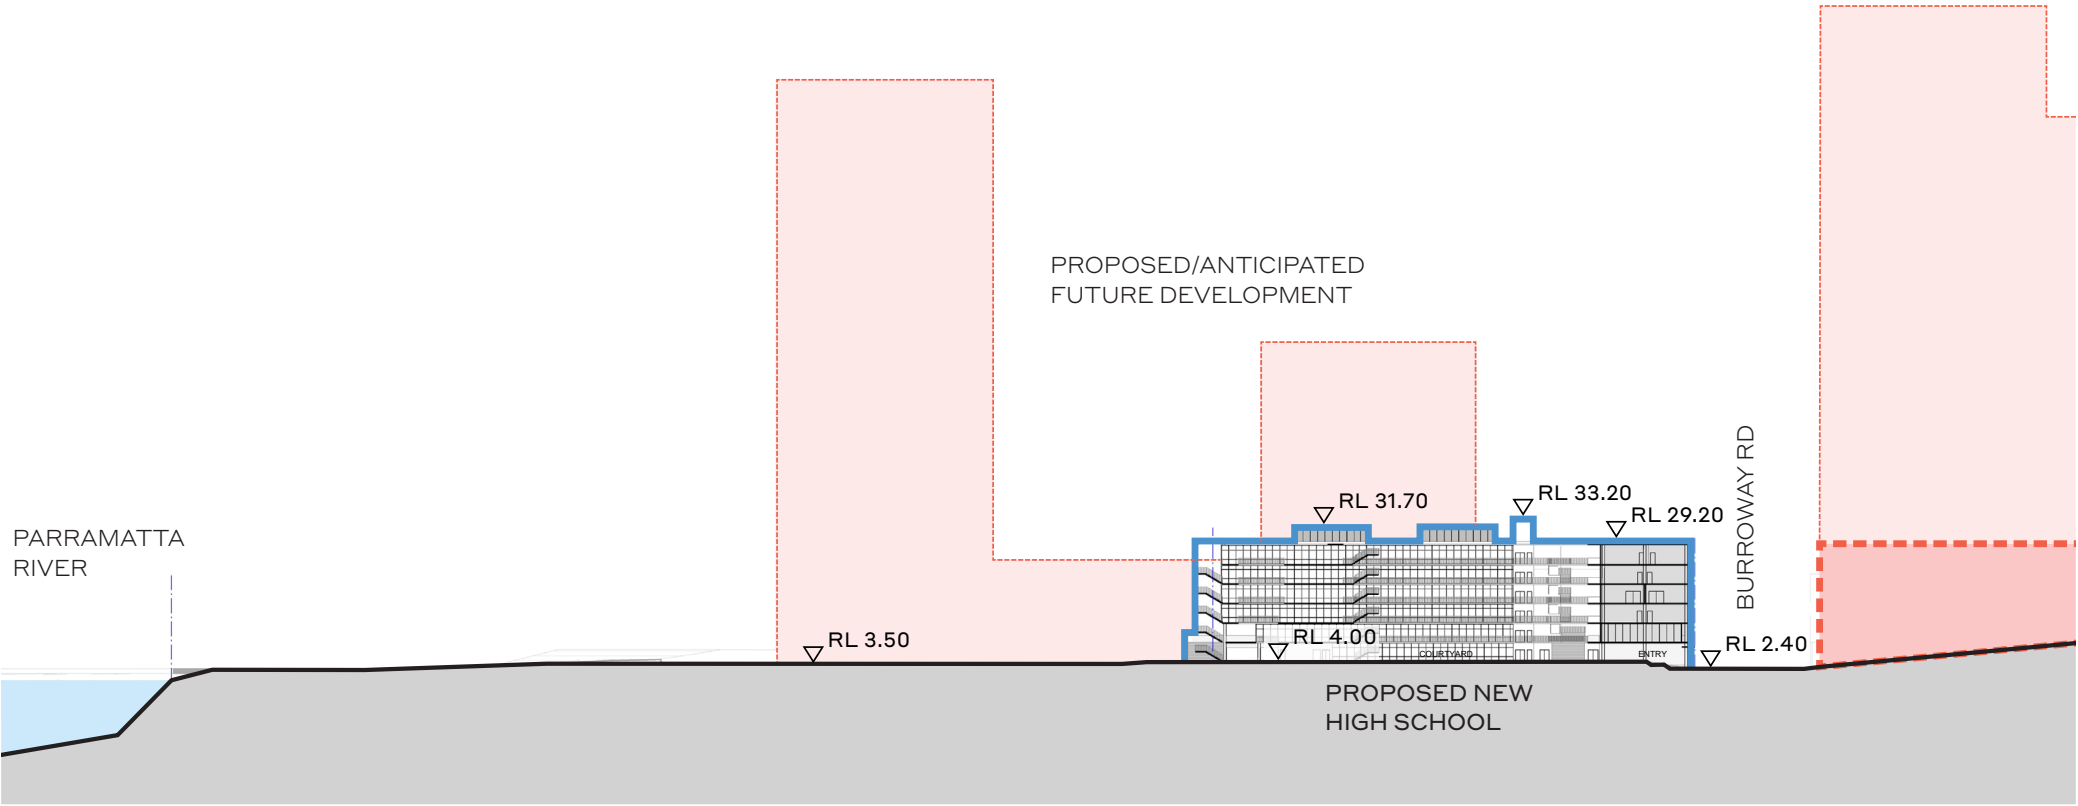 PROPOSED/ANTICIPATED
FUTURE DEVELOPMENT
PARRAMATTA
RIVER
RL 31.70
RL 33.20
RL 29.20
BURROWAY RD
RL 3.50
RL 4.00
COURTYARD
ENTRY
RL 2.40
PROPOSED NEW
HIGH SCHOOL